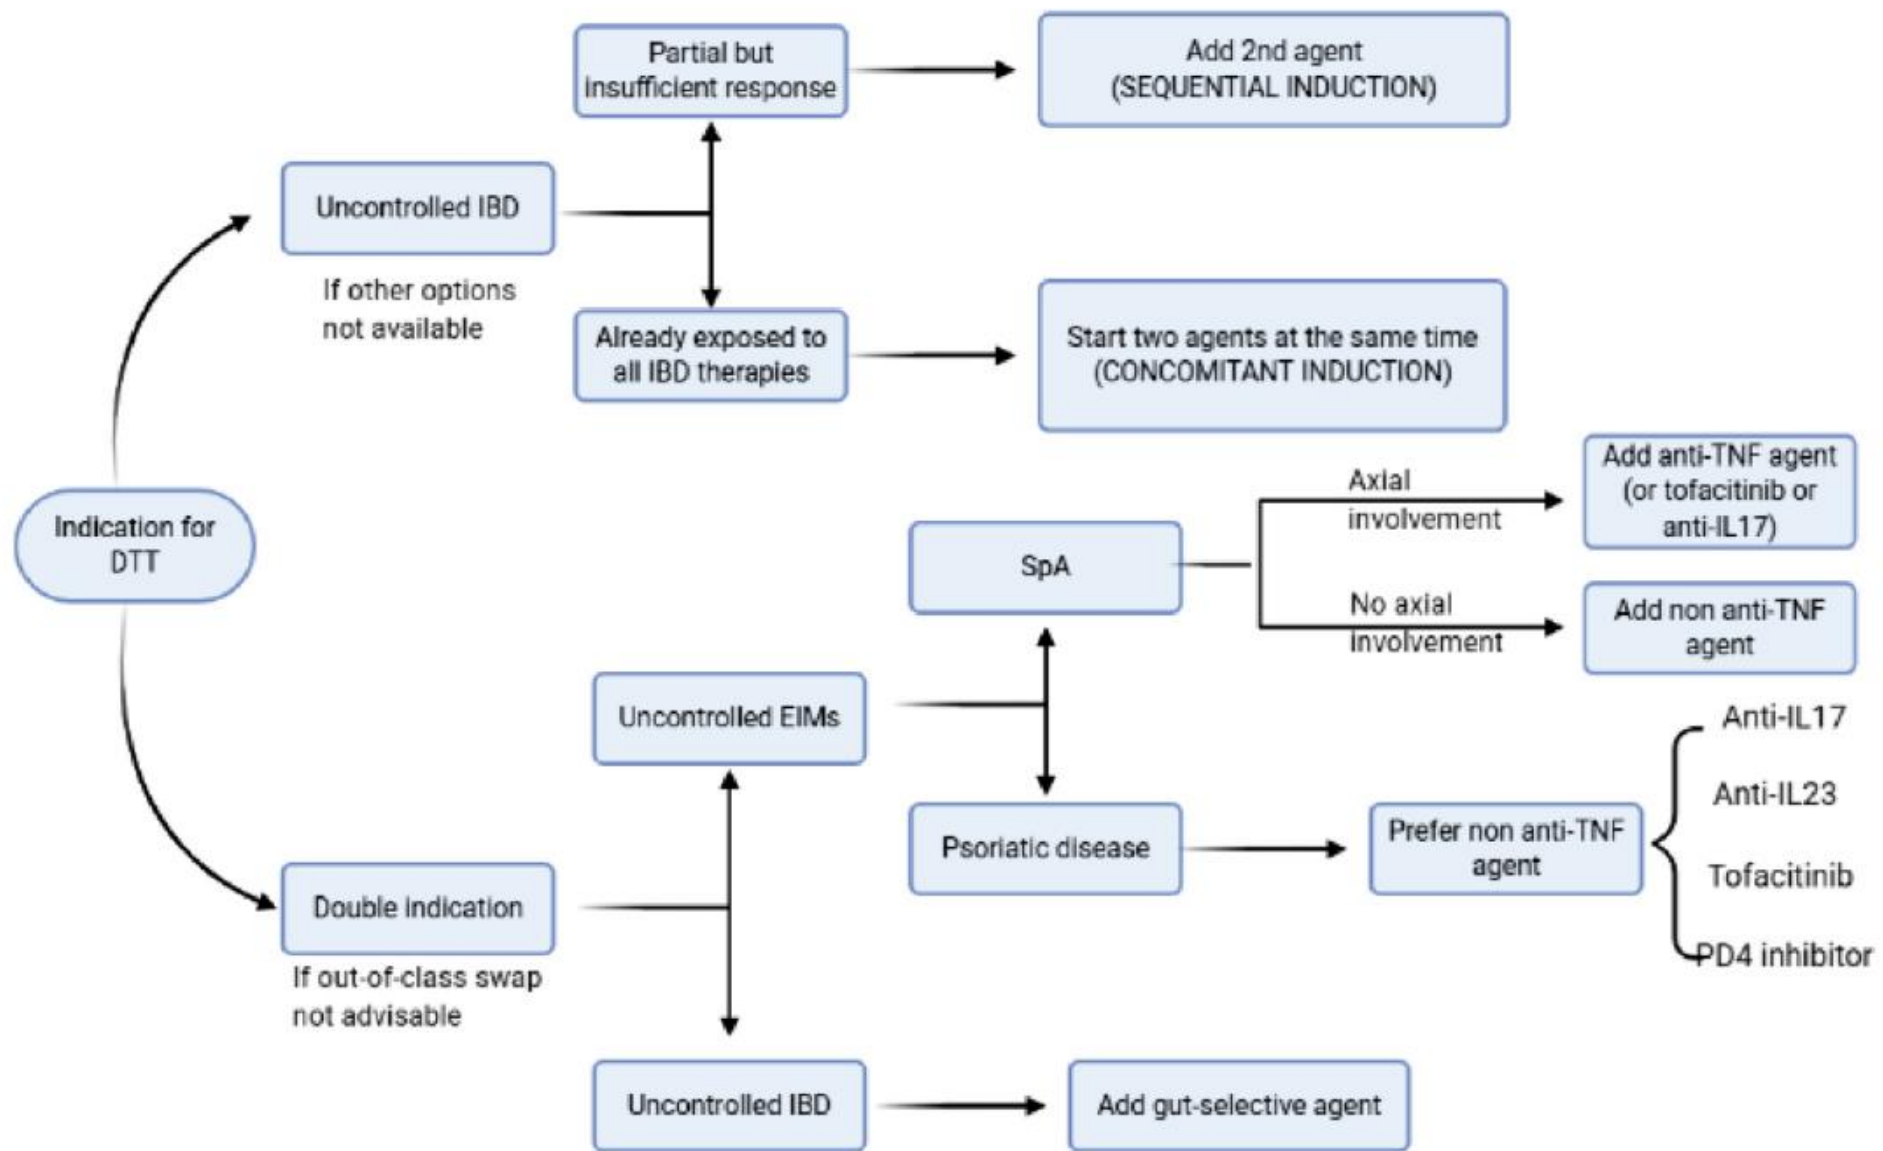 Partial but
insufficient response
Add 2nd agent
(SEQUENTIAL INDUCTION)
Uncontrolled IBD
If other options
not available
Already exposed to
all IBD therapies
Start two agents at the same time
(CONCOMITANT INDUCTION)
Indication for
DTT
SpA
Axial
involvement
Add anti-TNF agent
(or tofacitinib or
anti-IL17)
No axial
involvement
Add non anti-TNF
agent
Uncontrolled EIMs
Psoriatic disease
Prefer non anti-TNF
agent
Anti-IL17
Anti-IL23
Tofacitinib
PD4 inhibitor
Double indication
If out-of-class swap
not advisable
Uncontrolled IBD
Add gut-selective agent